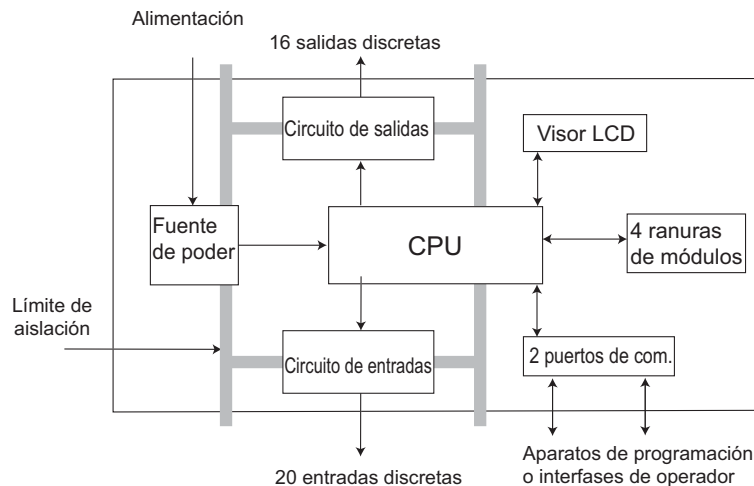 Alimentación
16 salidas discretas
Circuito de salidas
Visor LCD
Fuente
de poder
CPU
4 ranuras
de módulos
Límite de
aislación
Circuito de entradas
2 puertos de com.
20 entradas discretas
Aparatos de programación
o interfases de operador